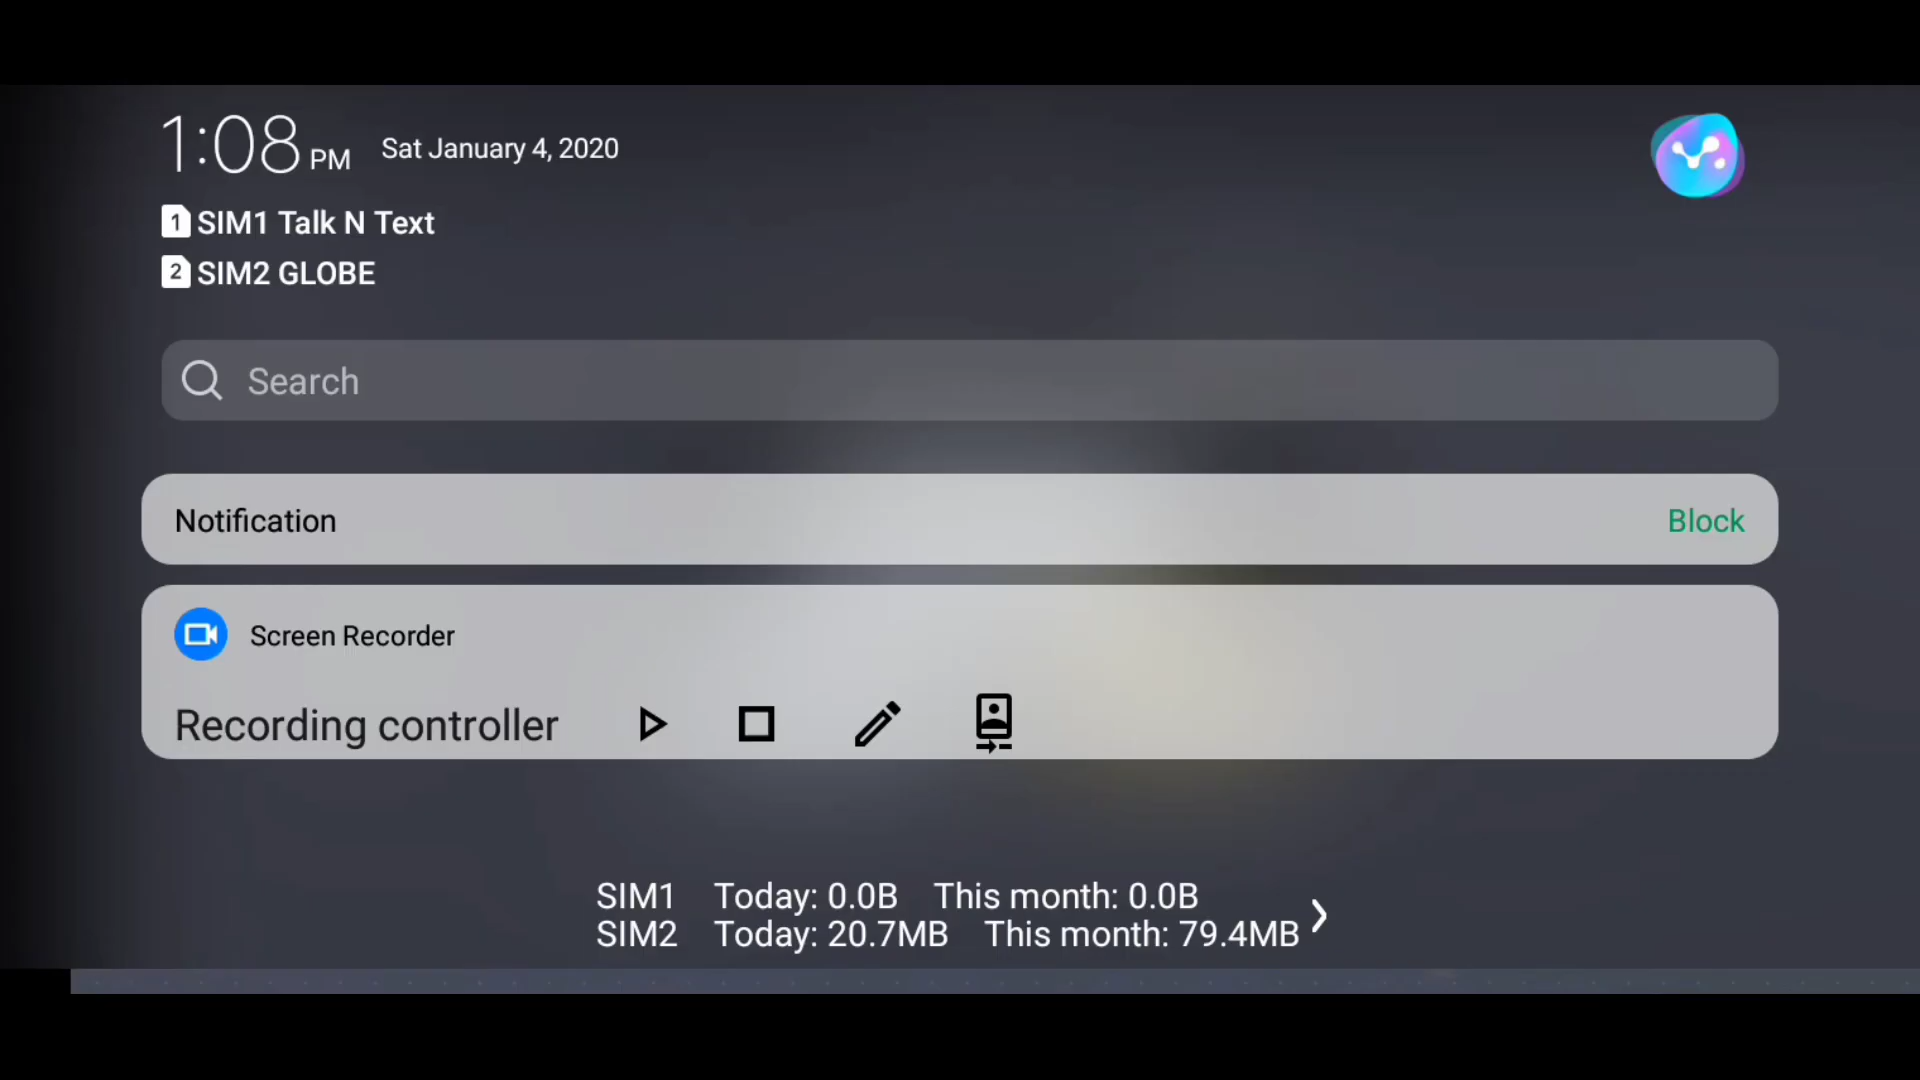 1:08 PM Sat January 4, 2020
1 SIM1 Talk N Text
2 SIM2 GLOBE
Search
Notification Block
Screen Recorder
Recording controller
SIM1 Today: 0.0B This month: 0.0B
SIM2 Today: 20.7MB This month: 79.4MB